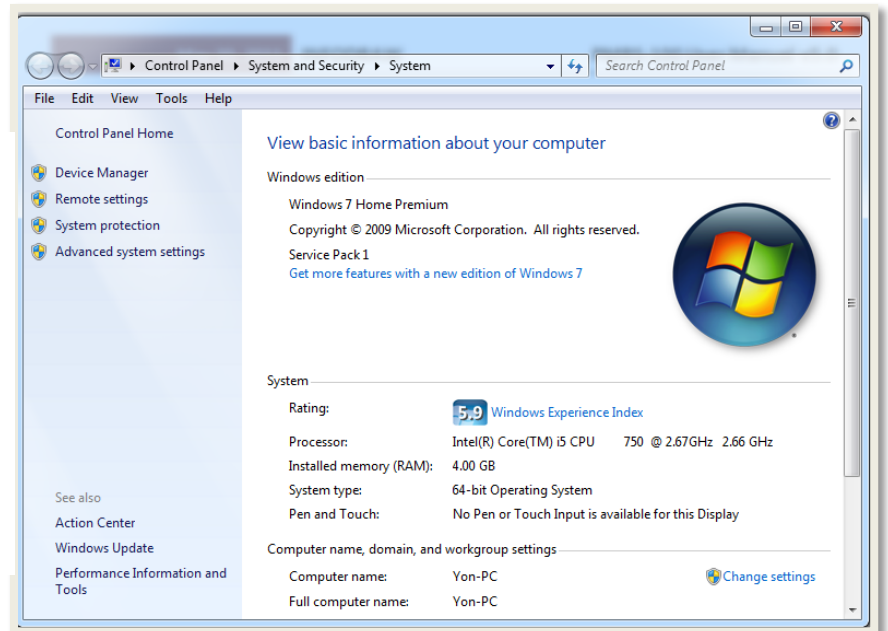 Control Panel ▸ System and Security ▸ System
Search Control Panel
File Edit View Tools Help
Control Panel Home
Device Manager
Remote settings
System protection
Advanced system settings
See also
Action Center
Windows Update
Performance Information and
Tools
View basic information about your computer
Windows edition
Windows 7 Home Premium
Copyright © 2009 Microsoft Corporation. All rights reserved.
Service Pack 1
Get more features with a new edition of Windows 7
System
Rating: 5.9 Windows Experience Index
Processor: Intel(R) Core(TM) i5 CPU 750 @ 2.67GHz 2.66 GHz
Installed memory (RAM): 4.00 GB
System type: 64-bit Operating System
Pen and Touch: No Pen or Touch Input is available for this Display
Computer name, domain, and workgroup settings
Computer name: Yon-PC Change settings
Full computer name: Yon-PC